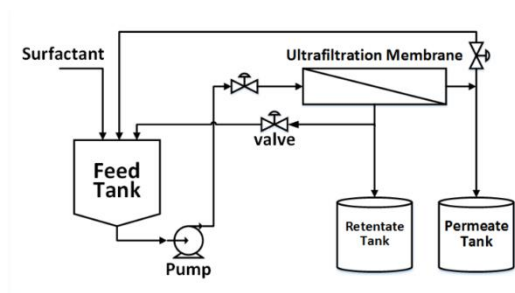 Surfactant
Ultrafiltration Membrane
valve
Feed
Tank
Pump
Retentate
Tank
Permeate
Tank